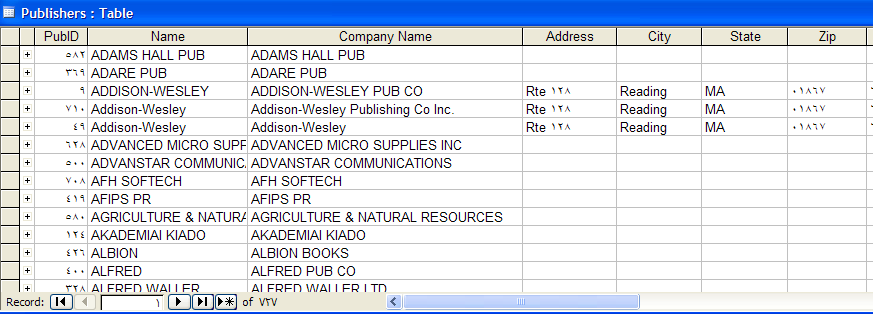 Publishers : Table
PubID Name Company Name Address City State Zip
٥٨٢ ADAMS HALL PUB ADAMS HALL PUB
٣٦٩ ADARE PUB ADARE PUB
٩ ADDISON-WESLEY ADDISON-WESLEY PUB CO Rte ١٢٨ Reading MA ٠١٨٦٧
٧١٠ Addison-Wesley Addison-Wesley Publishing Co Inc. Rte ١٢٨ Reading MA ٠١٨٦٧
٤٩ Addison-Wesley Addison-Wesley Rte ١٢٨ Reading MA ٠١٨٦٧
٦٢٨ ADVANCED MICRO SUPP ADVANCED MICRO SUPPLIES INC
٥٠٠ ADVANSTAR COMMUNIC ADVANSTAR COMMUNICATIONS
٧٠٨ AFH SOFTECH AFH SOFTECH
٤١٩ AFIPS PR AFIPS PR
٥٨٠ AGRICULTURE & NATURA AGRICULTURE & NATURAL RESOURCES
١٢٤ AKADEMIAI KIADO AKADEMIAI KIADO
٤٢٦ ALBION ALBION BOOKS
٤٠٠ ALFRED ALFRED PUB CO
٣٢٨ ALFRED WALLER ALFRED WALLER LTD
Record: ١ of ٧٢٧